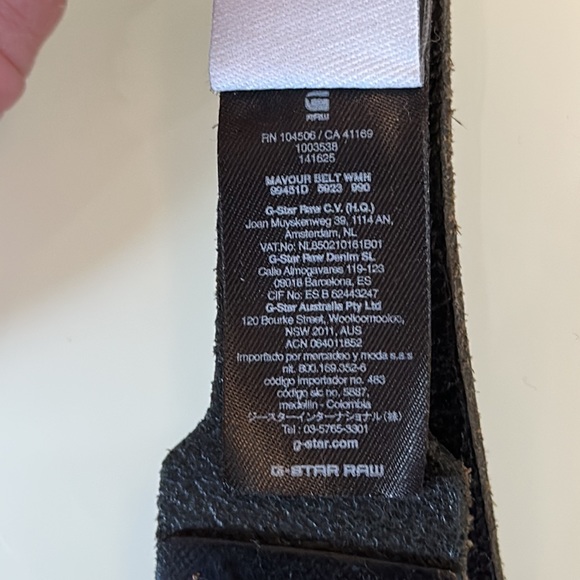 RAW
RN 104506 / CA 41169
1003538
141625
MAVOUR BELT WMH
99451D 5923 990
G-Star Raw C.V. (H.Q.)
Joan Muyskenweg 39, 1114 AN,
Amsterdam, NL
VAT.No: NL850210161B01
G-Star Raw Denim SL
Calle Almogavares 119-123
08018 Barcelona, ES
CIF No: ES B 62443247
G-Star Australia Pty Ltd
120 Bourke Street, Woolloomooloo,
NSW 2011, AUS
ACN 084011852
Importado por mercadeo y moda s.a.s
nit. 800.169.352-6
código importador no. 463
código sic no. 5887,
medellin - Colombia
ジースターインターナショナル (株)
Tel : 03-5765-3301
g-star.com
G-STAR RAW